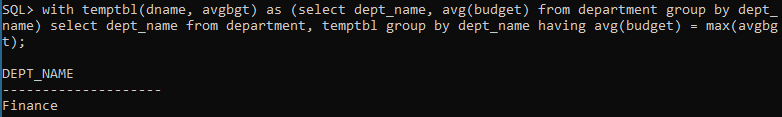 SQL> with temptbl(dname, avgbgt) as (select dept_name, avg(budget) from department group by dept_
name) select dept_name from department, temptbl group by dept_name having avg(budget) = max(avgbg
t);
DEPT_NAME
--------------------
Finance